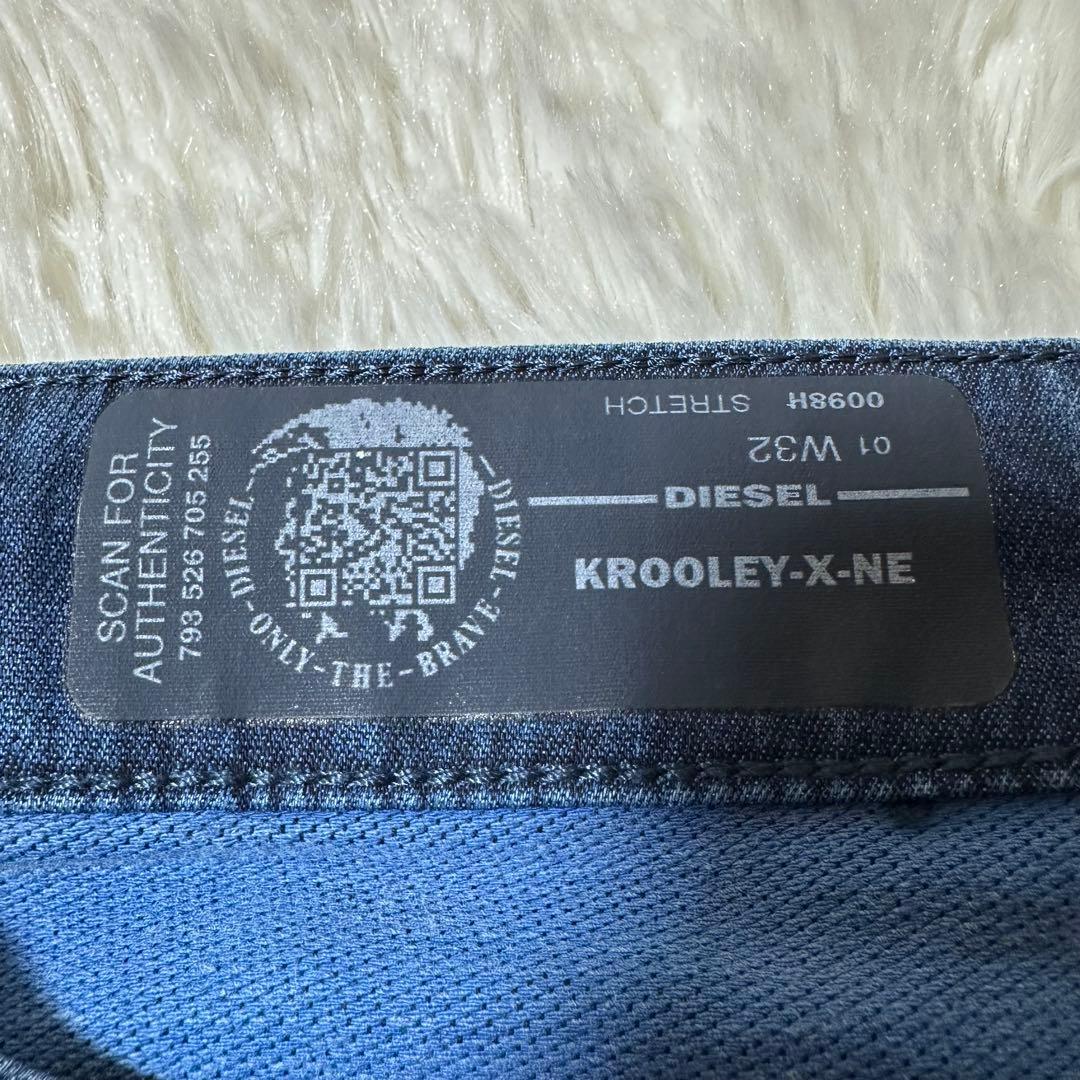 SCAN FOR
AUTHENTICITY
793 526 705 255
DIESEL-ONLY-THE-BRAVE-DIESEL
0098H STRETCH
01 W32
DIESEL
KROOLEY-X-NE